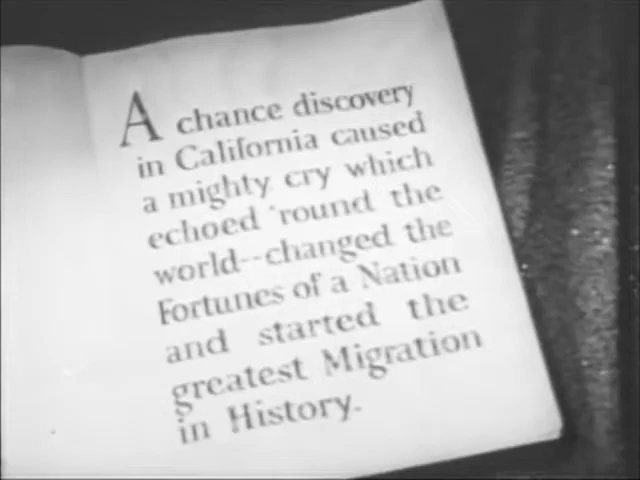 A chance discovery
in California caused
a mighty cry which
echoed 'round the
world--changed the
Fortunes of a Nation
and started the
greatest Migration
in History.